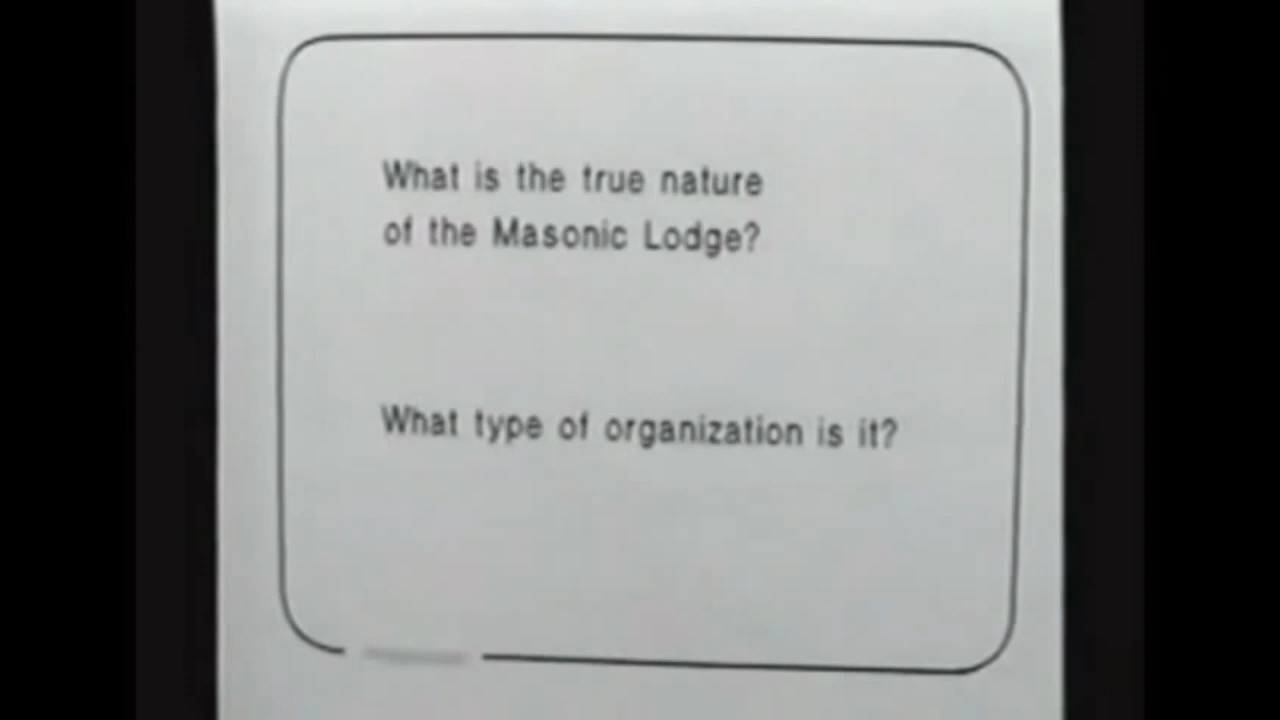 What is the true nature
of the Masonic Lodge?
What type of organization is it?